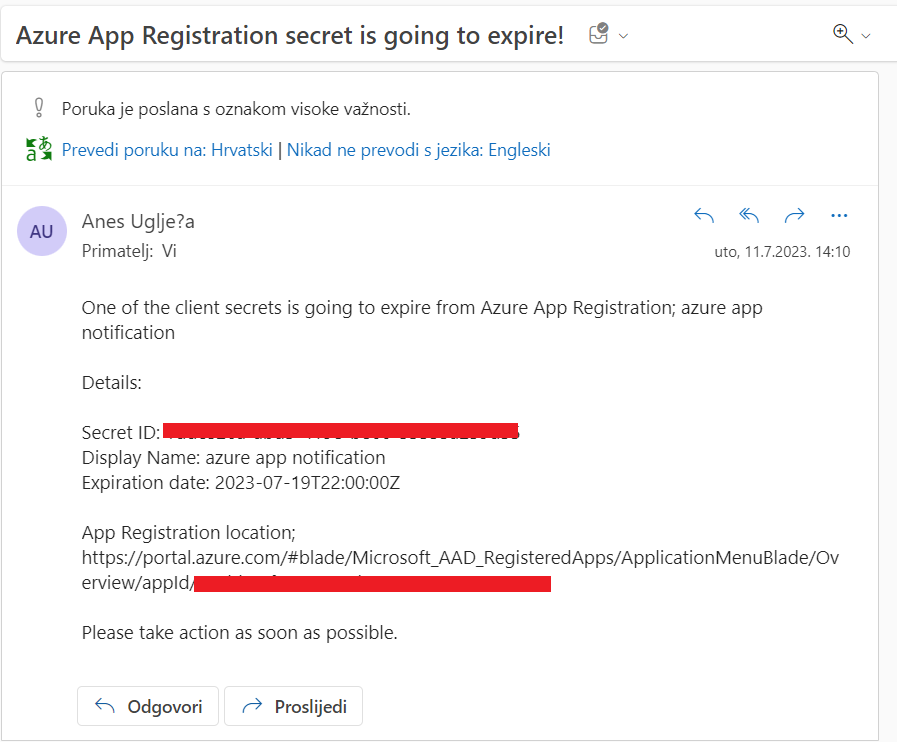 Azure App Registration secret is going to expire!
Poruka je poslana s oznakom visoke važnosti.
Prevedi poruku na: Hrvatski | Nikad ne prevodi s jezika: Engleski
AU
Anes Uglje?a
Primatelj: Vi
uto, 11.7.2023. 14:10
One of the client secrets is going to expire from Azure App Registration; azure app
notification
Details:
Secret ID:
Display Name: azure app notification
Expiration date: 2023-07-19T22:00:00Z
App Registration location;
https://portal.azure.com/#blade/Microsoft_AAD_RegisteredApps/ApplicationMenuBlade/Ov
erview/appId/
Please take action as soon as possible.
Odgovori
Proslijedi